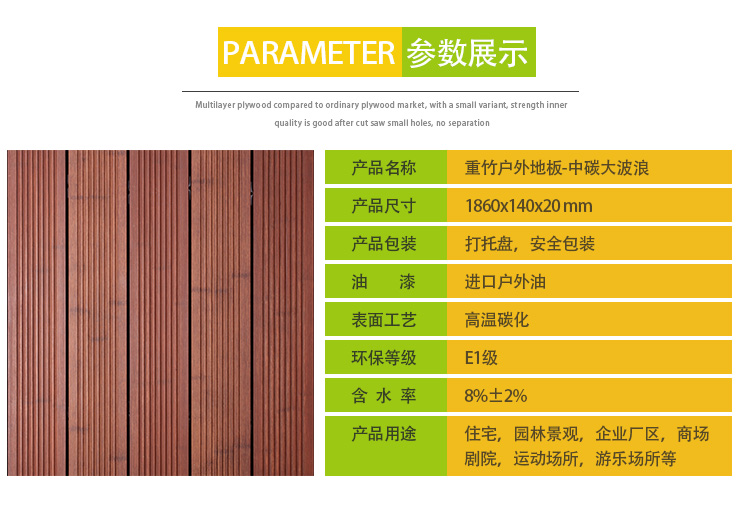 PARAMETER 参数展示
Multilayer plywood compared to ordinary plywood market, with a small variant, strength inner
quality is good after cut saw small holes, no separation
产品名称 重竹户外地板-中碳大波浪
产品尺寸 1860x140x20 mm
产品包装 打托盘，安全包装
油 漆 进口户外油
表面工艺 高温碳化
环保等级 E1级
含 水 率 8%土2%
产品用途 住宅，园林景观，企业厂区，商场
剧院，运动场所，游乐场所等